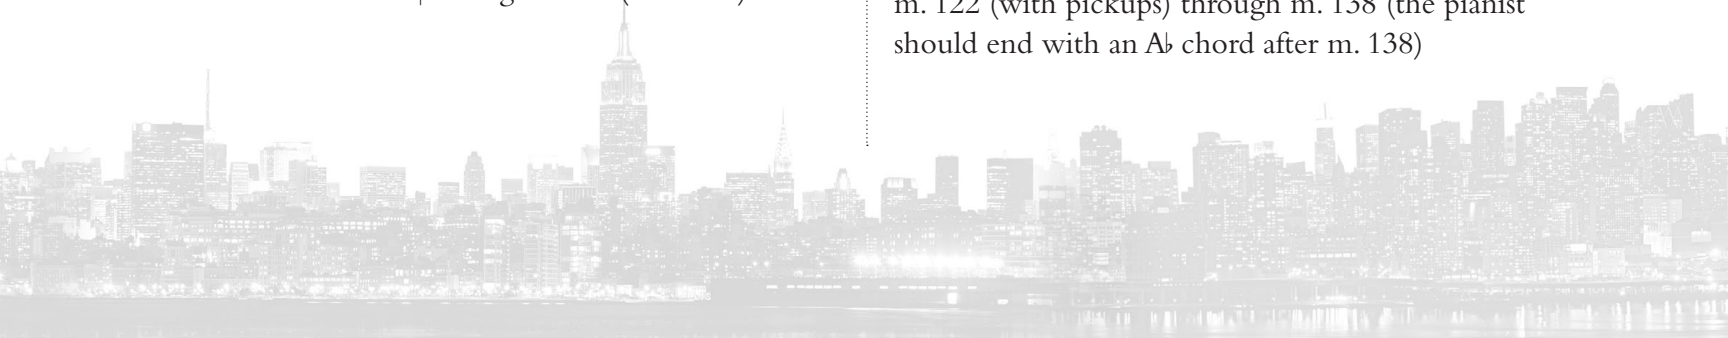 m. 122 (with pickups) through m. 138 (the pianist
should end with an A♭ chord after m. 138)